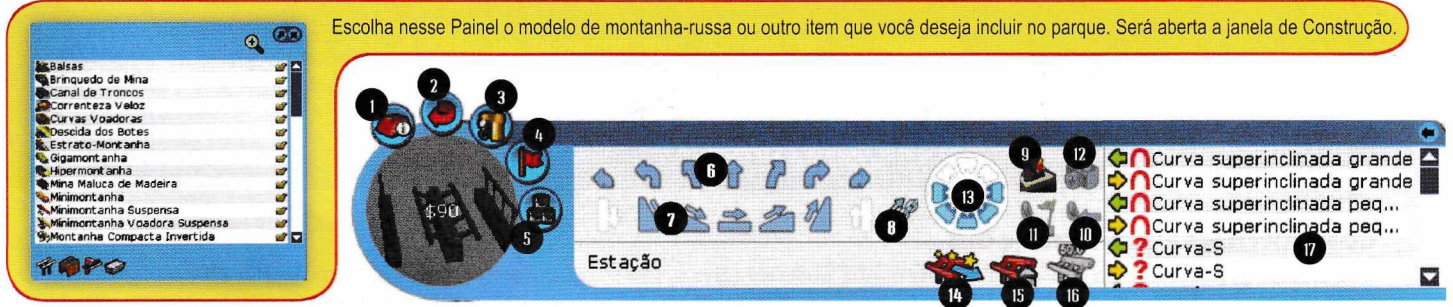 Escolha nesse Painel o modelo de montanha-russa ou outro item que você deseja incluir no parque. Será aberta a janela de Construção.
Balsas
Brinquedo de Mina
Canal de Troncos
Correnteza Veloz
Curvas Voadoras
Descida dos Botes
Estrato-Montanha
Gigamontanha
Hipermontanha
Mina Maluca de Madeira
Minimontanha
Minimontanha Suspensa
Minimontanha Voadora Suspensa
Montanha Compacta Invertida
1
2
3
4
5
$90
6
7
8
9
12
13
11
10
Estação
14
15
16
Curva superinclinada grande
Curva superinclinada grande
Curva superinclinada peq...
Curva superinclinada peq...
? Curva-S
? Curva-S
17